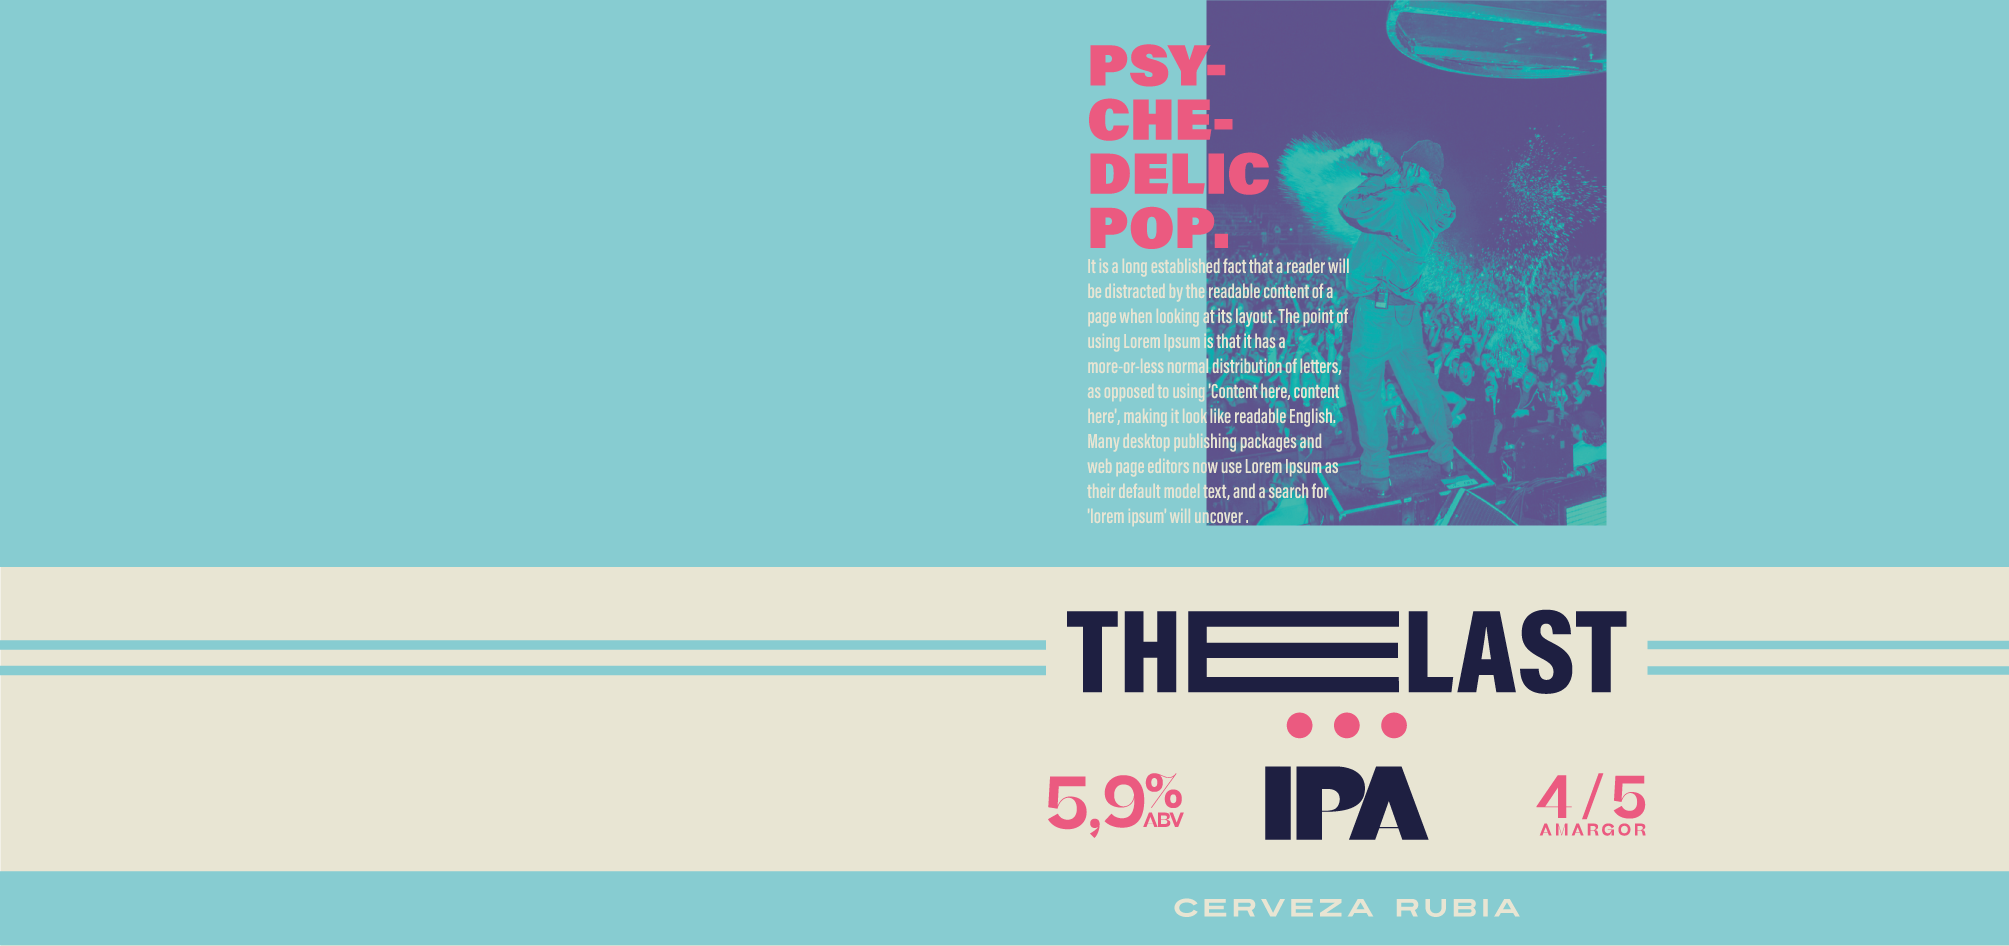 PSY-
CHE-
DELIC
POP.
It is a long established fact that a reader will
be distracted by the readable content of a
page when looking at its layout. The point of
using Lorem Ipsum is that it has a
more-or-less normal distribution of letters,
as opposed to using 'Content here, content
here', making it look like readable English.
Many desktop publishing packages and
web page editors now use Lorem Ipsum as
their default model text, and a search for
'lorem ipsum' will uncover .
THE LAST
5,9% ABV
IPA
4/5
AMARGOR
CERVEZA RUBIA